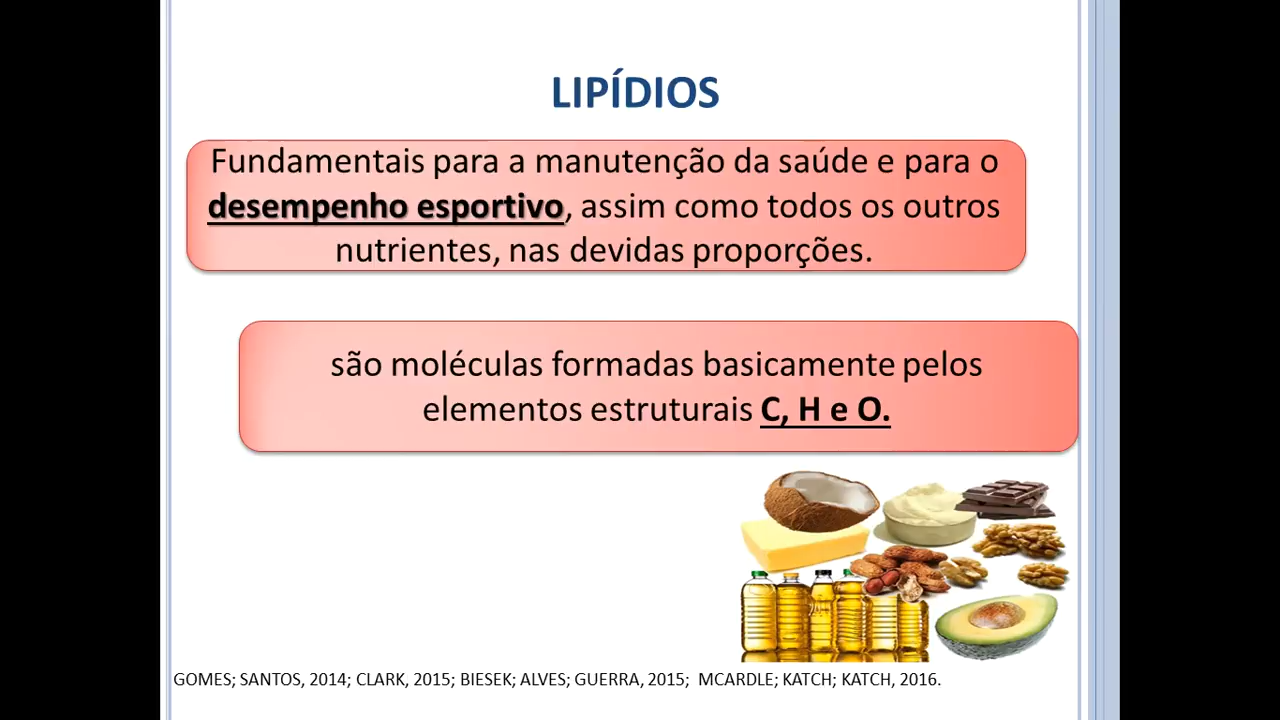 LIPÍDIOS
Fundamentais para a manutenção da saúde e para o
desempenho esportivo, assim como todos os outros
nutrientes, nas devidas proporções.
são moléculas formadas basicamente pelos
elementos estruturais C, H e O.
GOMES; SANTOS, 2014; CLARK, 2015; BIESEK; ALVES; GUERRA, 2015; MCARDLE; KATCH; KATCH, 2016.